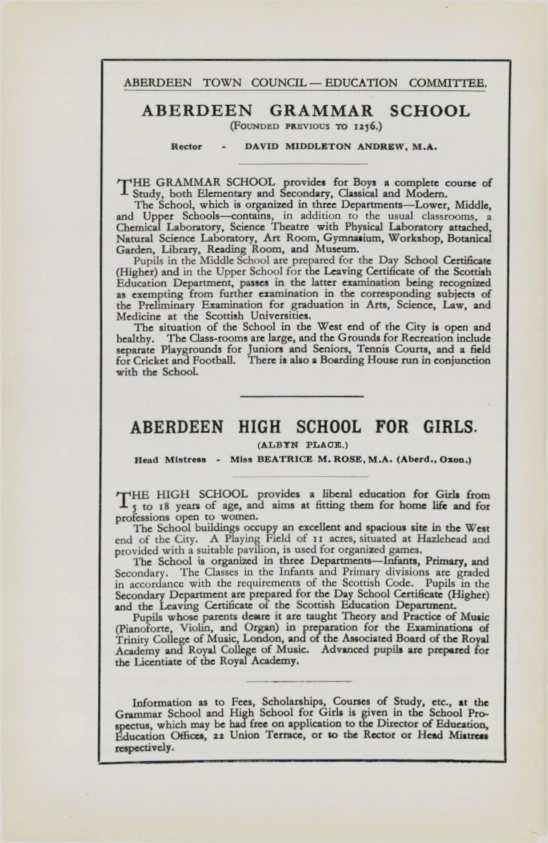 ABERDEEN TOWN COUNCIL — EDUCATION COMMITTEE.
ABERDEEN GRAMMAR SCHOOL
(FOUNDED PREVIOUS TO 1256.)
Rector - DAVID MIDDLETON ANDREW, M.A.
THE GRAMMAR SCHOOL provides for Boys a complete course of
Study, both Elementary and Secondary, Classical and Modern.
The School, which is organized in three Departments—Lower, Middle,
and Upper Schools—contains, in addition to the usual classrooms, a
Chemical Laboratory, Science Theatre with Physical Laboratory attached,
Natural Science Laboratory, Art Room, Gymnasium, Workshop, Botanical
Garden, Library, Reading Room, and Museum.
Pupils in the Middle School are prepared for the Day School Certificate
(Higher) and in the Upper School for the Leaving Certificate of the Scottish
Education Department, passes in the latter examination being recognized
as exempting from further examination in the corresponding subjects of
the Preliminary Examination for graduation in Arts, Science, Law, and
Medicine at the Scottish Universities.
The situation of the School in the West end of the City is open and
healthy. The Class-rooms are large, and the Grounds for Recreation include
separate Playgrounds for Juniors and Seniors, Tennis Courts, and a field
for Cricket and Football. There is also a Boarding House run in conjunction
with the School.
ABERDEEN HIGH SCHOOL FOR GIRLS.
(ALBYN PLACE.)
Head Mistress - Miss BEATRICE M. ROSE, M.A. (Aberd., Oxon.)
THE HIGH SCHOOL provides a liberal education for Girls from
5 to 18 years of age, and aims at fitting them for home life and for
professions open to women.
The School buildings occupy an excellent and spacious site in the West
end of the City. A Playing Field of 11 acres, situated at Hazlehead and
provided with a suitable pavilion, is used for organized games.
The School is organized in three Departments—Infants, Primary, and
Secondary. The Classes in the Infants and Primary divisions are graded
in accordance with the requirements of the Scottish Code. Pupils in the
Secondary Department are prepared for the Day School Certificate (Higher)
and the Leaving Certificate of the Scottish Education Department.
Pupils whose parents desire it are taught Theory and Practice of Music
(Pianoforte, Violin, and Organ) in preparation for the Examinations of
Trinity College of Music, London, and of the Associated Board of the Royal
Academy and Royal College of Music. Advanced pupils are prepared for
the Licentiate of the Royal Academy.
Information as to Fees, Scholarships, Courses of Study, etc., at the
Grammar School and High School for Girls is given in the School Pro-
spectus, which may be had free on application to the Director of Education,
Education Offices, 22 Union Terrace, or to the Rector or Head Mistress
respectively.